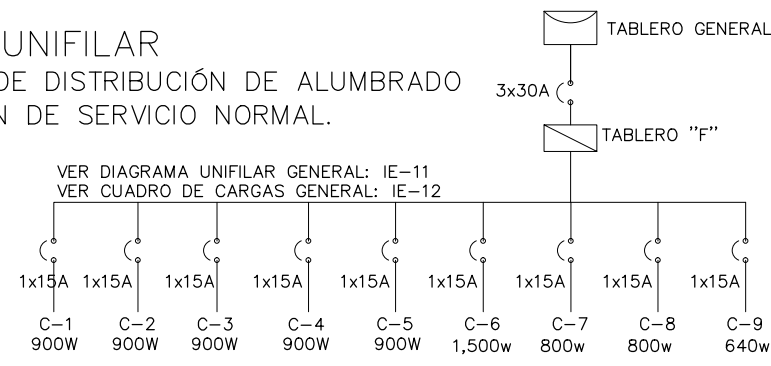 UNIFILAR
DE DISTRIBUCIÓN DE ALUMBRADO
DE SERVICIO NORMAL.
TABLERO GENERAL
3x30A
TABLERO "F"
VER DIAGRAMA UNIFILAR GENERAL: IE-11
VER CUADRO DE CARGAS GENERAL: IE-12
1x15A 1x15A 1x15A 1x15A 1x15A 1x15A 1x15A 1x15A 1x15A
C-1 C-2 C-3 C-4 C-5 C-6 C-7 C-8 C-9
900W 900W 900W 900W 900W 1,500w 800w 800w 640w